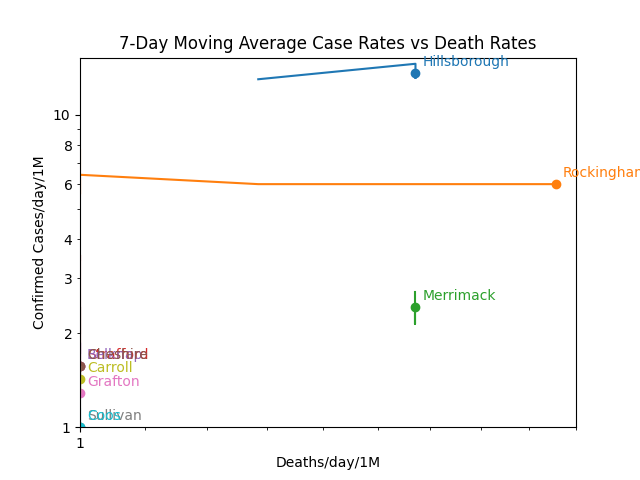 7-Day Moving Average Case Rates vs Death Rates
Confirmed Cases/day/1M
10
8
6
4
3
2
1
Hillsborough
Rockingham
Merrimack
Strafford
Carroll
Grafton
Sullivan
Coos
1
Deaths/day/1M